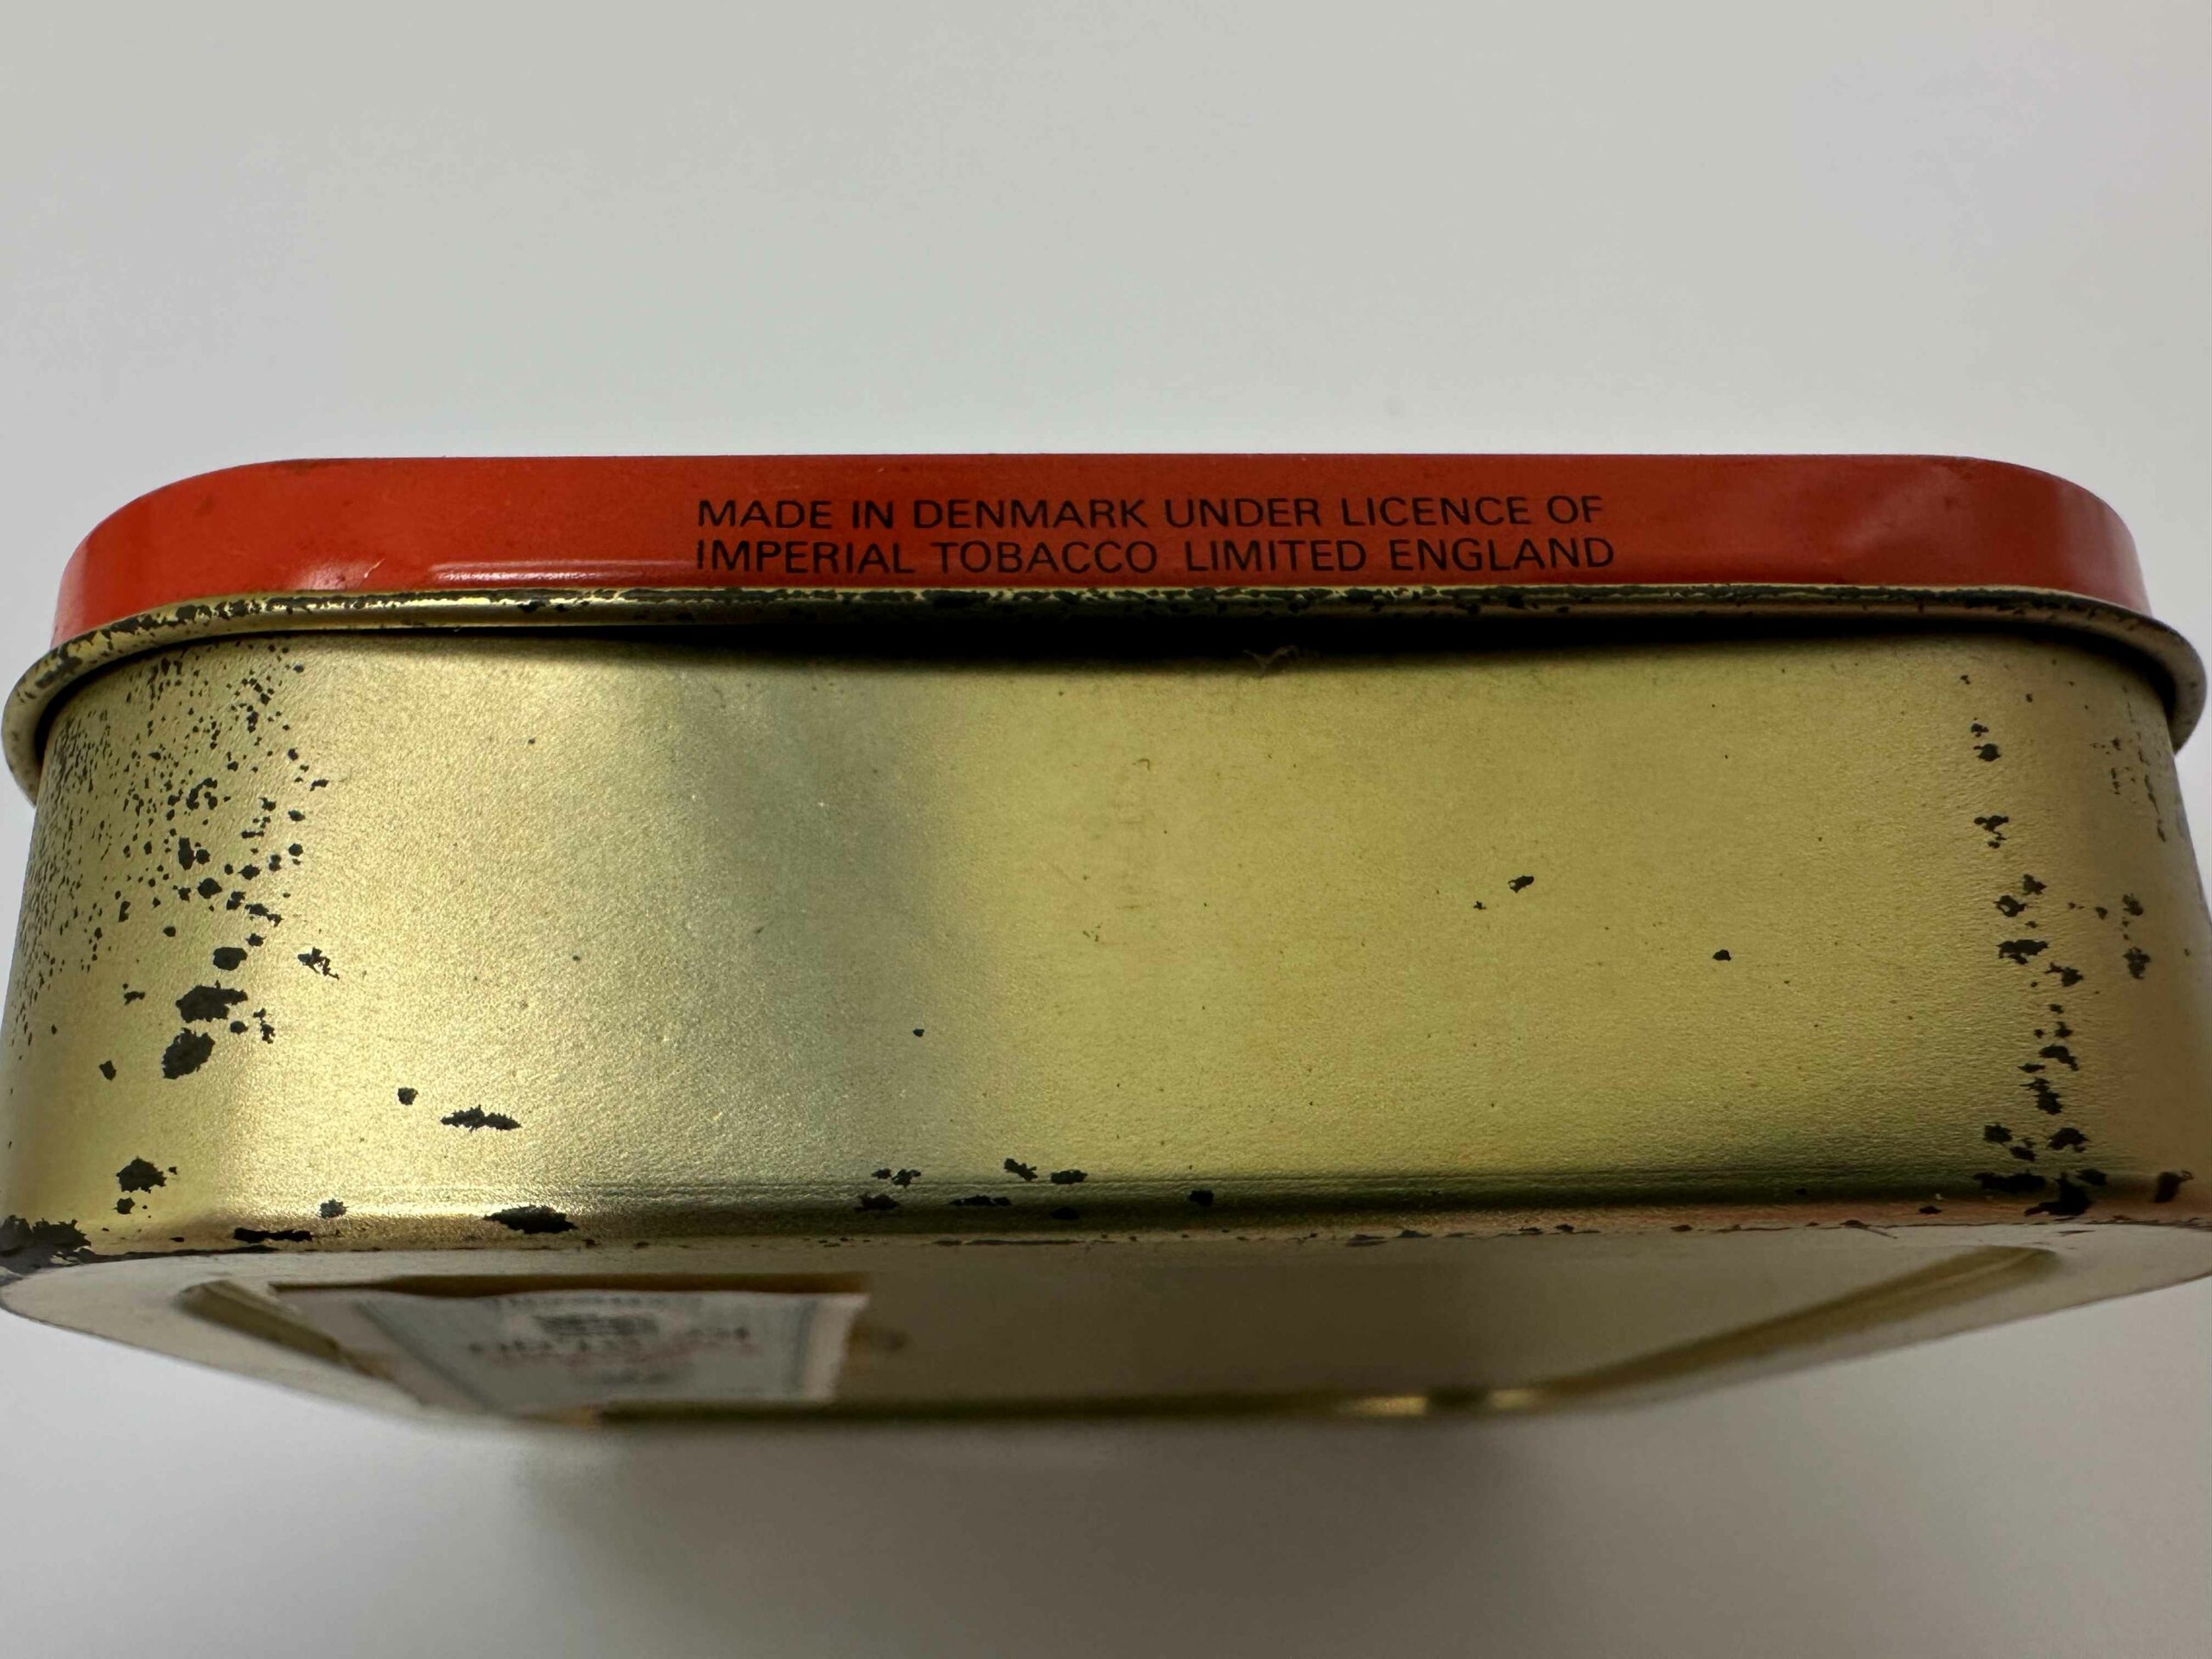 MADE IN DENMARK UNDER LICENCE OF
IMPERIAL TOBACCO LIMITED ENGLAND